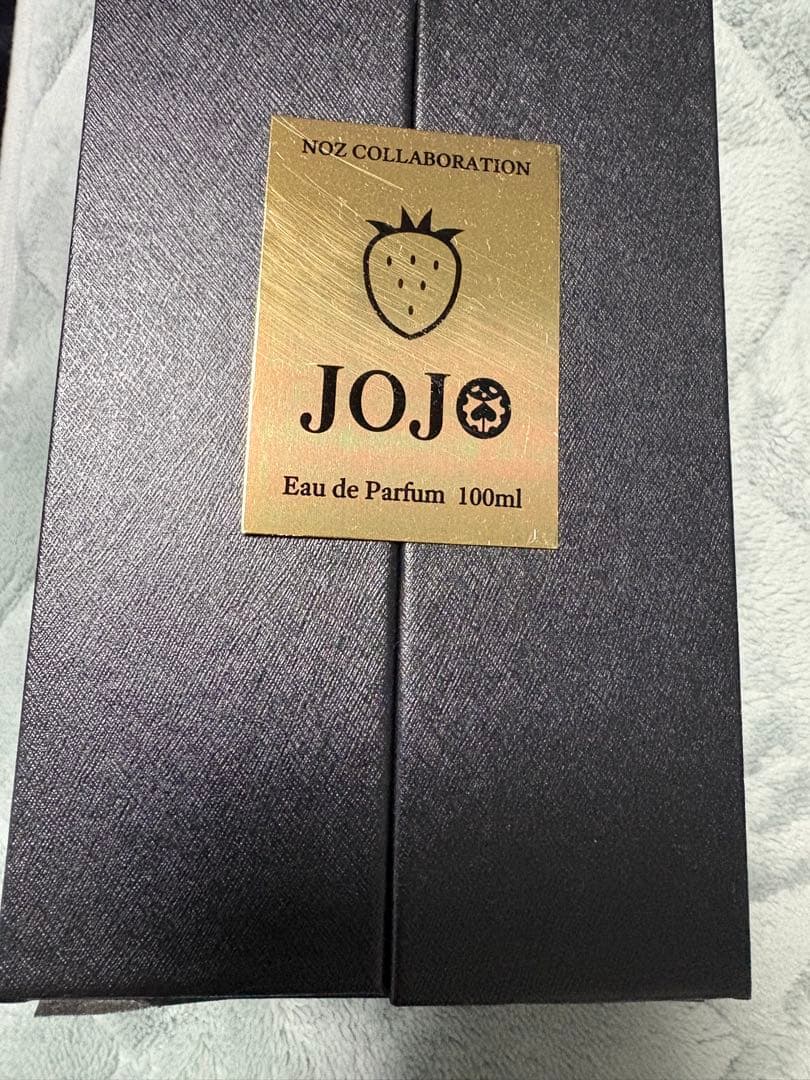 NOZ COLLABORATION
JOJO
Eau de Parfum 100ml